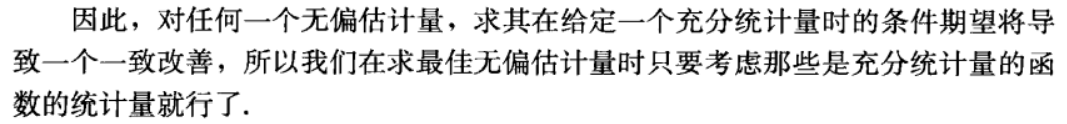 因此，对任何一个无偏估计量，求其在给定一个充分统计量时的条件期望将导
致一个一致改善，所以我们在求最佳无偏估计量时只要考虑那些是充分统计量的函
数的统计量就行了.